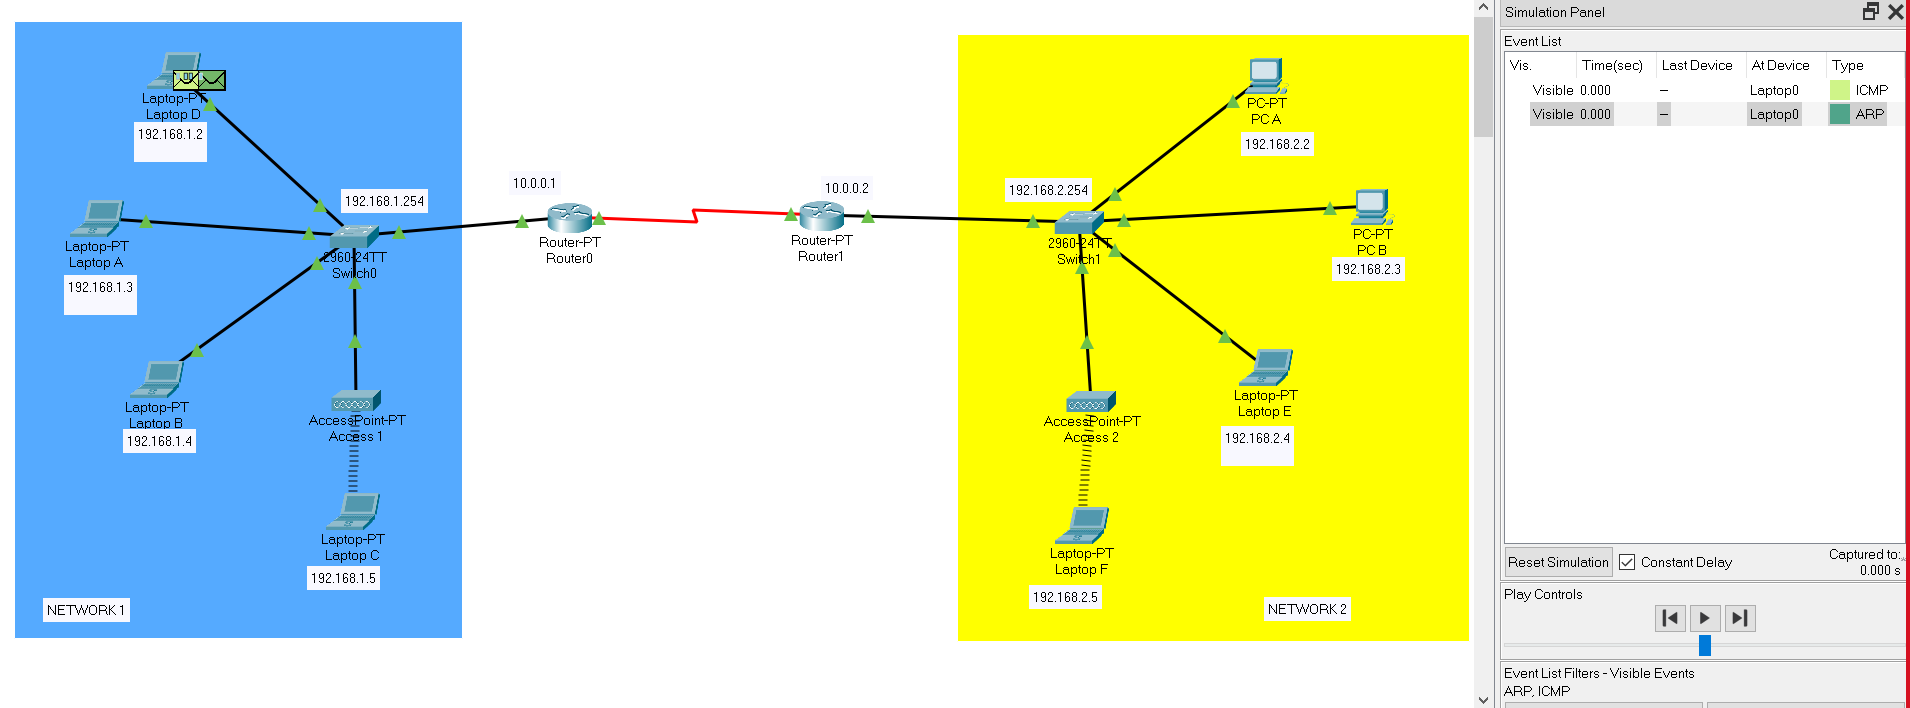 Laptop-PT
Laptop D
192.168.1.2
192.168.1.254
Laptop-PT
Laptop A
192.168.1.3
2960-24TT
Switch0
Laptop-PT
Laptop B
192.168.1.4
AccessPoint-PT
Access 1
Laptop-PT
Laptop C
192.168.1.5
NETWORK 1
10.0.0.1
Router-PT
Router0
10.0.0.2
Router-PT
Router1
PC-PT
PC A
192.168.2.2
192.168.2.254
2960-24TT
Switch1
PC-PT
PC B
192.168.2.3
Laptop-PT
Laptop E
192.168.2.4
AccessPoint-PT
Access 2
Laptop-PT
Laptop F
192.168.2.5
NETWORK 2
Simulation Panel
Event List
Vis. Time(sec) Last Device At Device Type
Visible 0.000 -- Laptop0 ICMP
Visible 0.000 -- Laptop0 ARP
Reset Simulation Constant Delay Captured to:
0.000 s
Play Controls
Event List Filters - Visible Events
ARP, ICMP